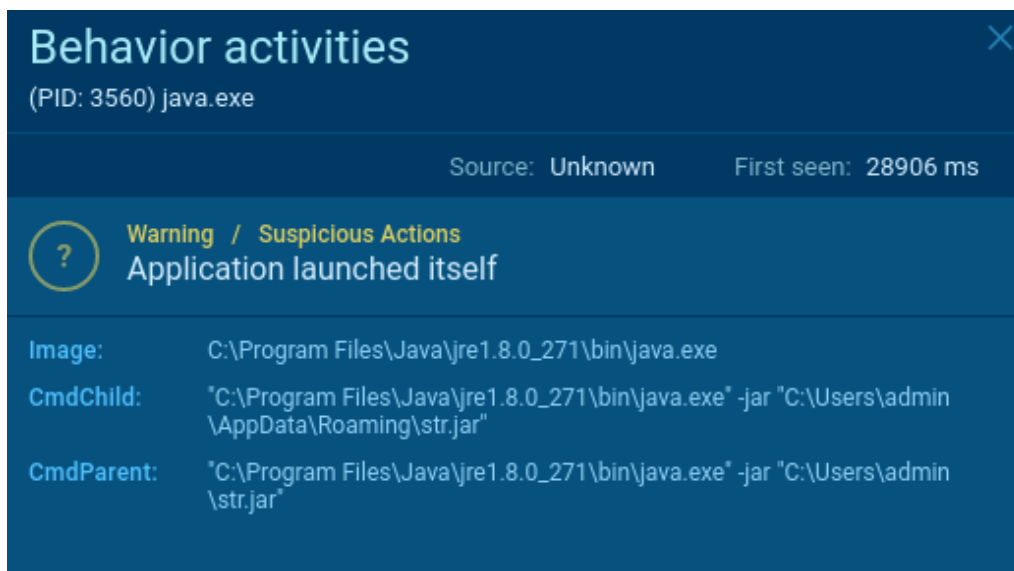 Behavior activities
(PID: 3560) java.exe
Source: Unknown First seen: 28906 ms
? Warning / Suspicious Actions
Application launched itself
Image: C:\Program Files\Java\jre1.8.0_271\bin\java.exe
CmdChild: "C:\Program Files\Java\jre1.8.0_271\bin\java.exe" -jar "C:\Users\admin
\AppData\Roaming\str.jar"
CmdParent: "C:\Program Files\Java\jre1.8.0_271\bin\java.exe" -jar "C:\Users\admin
\str.jar"